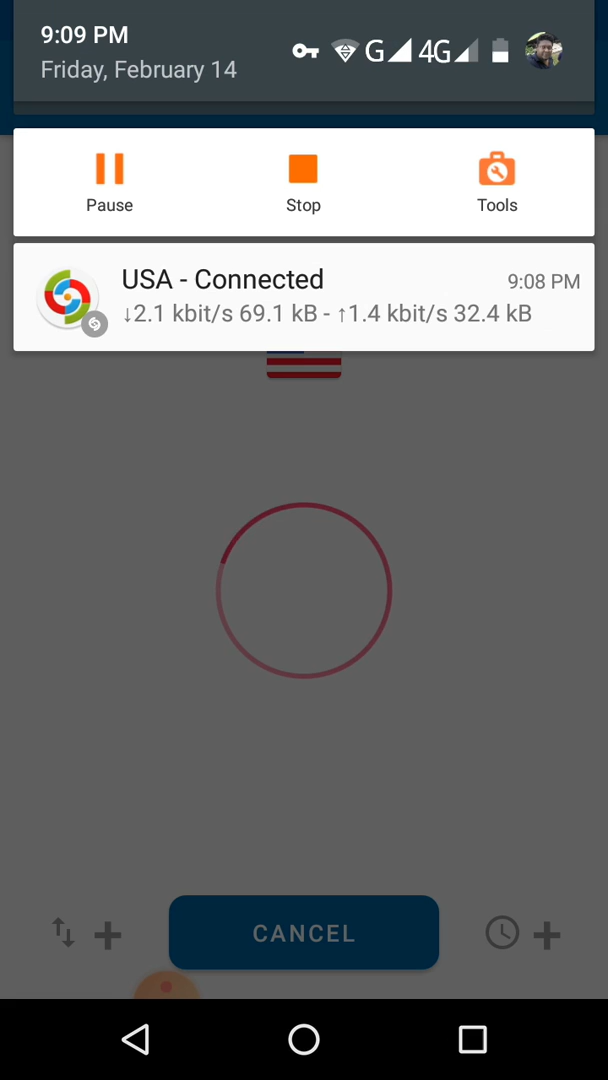 9:09 PM
Friday, February 14
G 4G
Pause Stop Tools
USA - Connected 9:08 PM
↓2.1 kbit/s 69.1 kB - ↑1.4 kbit/s 32.4 kB
CANCEL